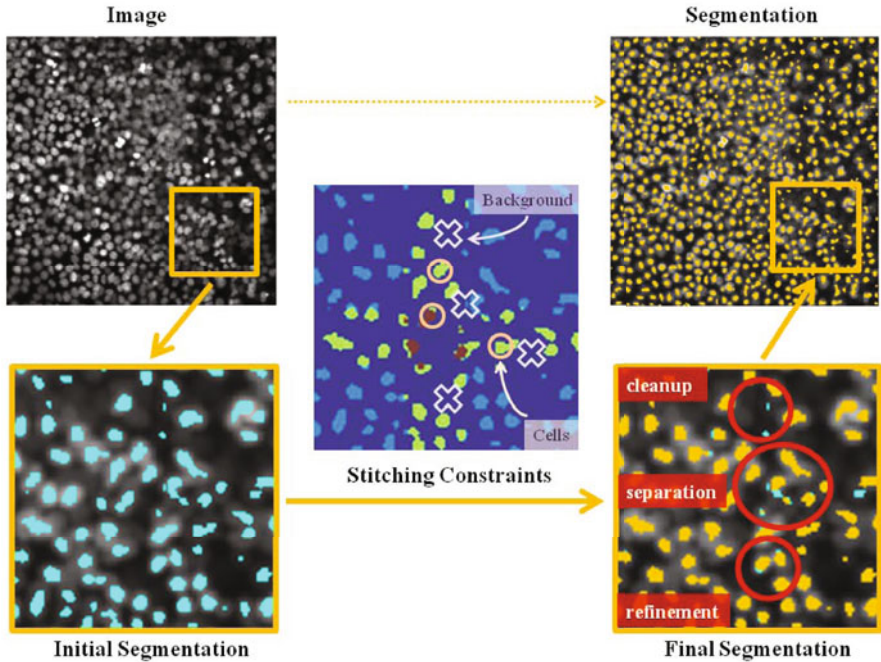 Image
Segmentation
Background
Cells
Stitching Constraints
cleanup
separation
refinement
Initial Segmentation
Final Segmentation